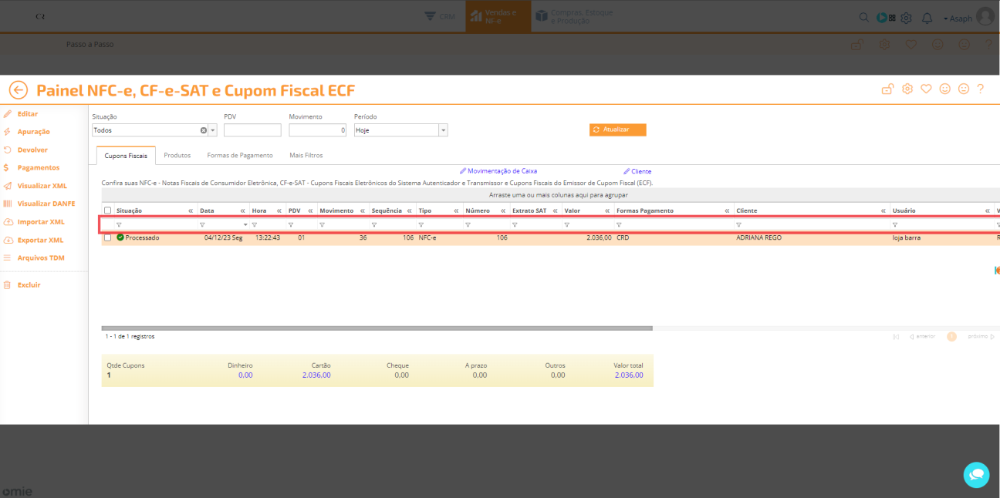 CR
CRM
Vendas e
NF-e
Compras, Estoque
e Produção
Asaph
Passo a Passo
Painel NFC-e, CF-e-SAT e Cupom Fiscal ECF
Editar
Apuração
Devolver
Pagamentos
Visualizar XML
Visualizar DANFE
Importar XML
Exportar XML
Arquivos TDM
Excluir
Situação PDV Movimento Período
Todos 0 Hoje Atualizar
Cupons Fiscais Produtos Formas de Pagamento Mais Filtros
Movimentação de Caixa Cliente
Confira suas NFC-e - Notas Fiscais de Consumidor Eletrônica, CF-e-SAT - Cupons Fiscais Eletrônicos do Sistema Autenticador e Transmissor e Cupons Fiscais do Emissor de Cupom Fiscal (ECF).
Arraste uma ou mais colunas aqui para agrupar
Situação Data Hora PDV Movimento Sequência Tipo Número Extrato SAT Valor Formas Pagamento Cliente Usuário V
Processado 04/12/23 Seg 13:22:43 01 36 106 NFC-e 106 2.036,00 CRD ADRIANA REGO loja barra R
1 - 1 de 1 registros anterior 1 próximo
Qtde Cupons Dinheiro Cartão Cheque A prazo Outros Valor total
1 0,00 2.036,00 0,00 0,00 0,00 2.036,00
omie